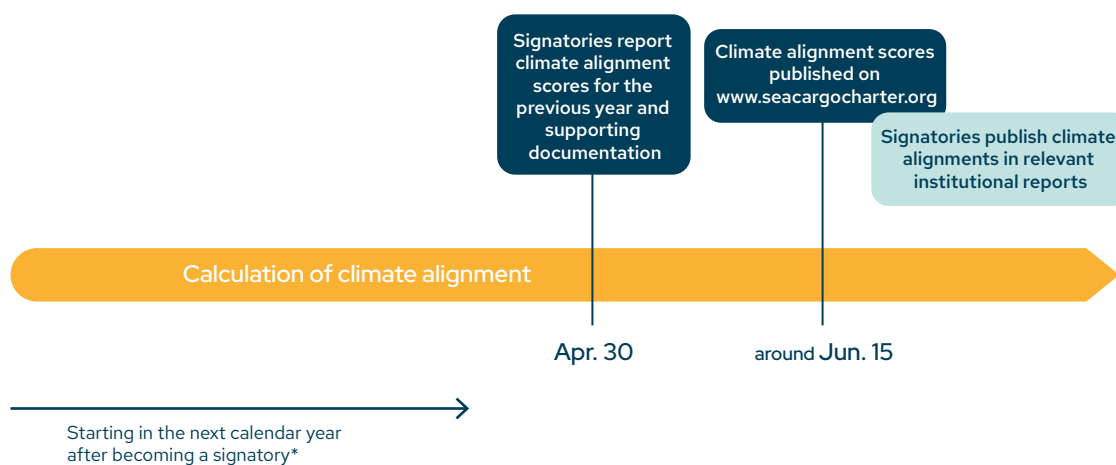 Signatories report
climate alignment
scores for the
previous year and
supporting
documentation
Climate alignment scores
published on
www.seacargocharter.org
Signatories publish climate
alignments in relevant
institutional reports
Calculation of climate alignment
Apr. 30
around Jun. 15
Starting in the next calendar year
after becoming a signatory*